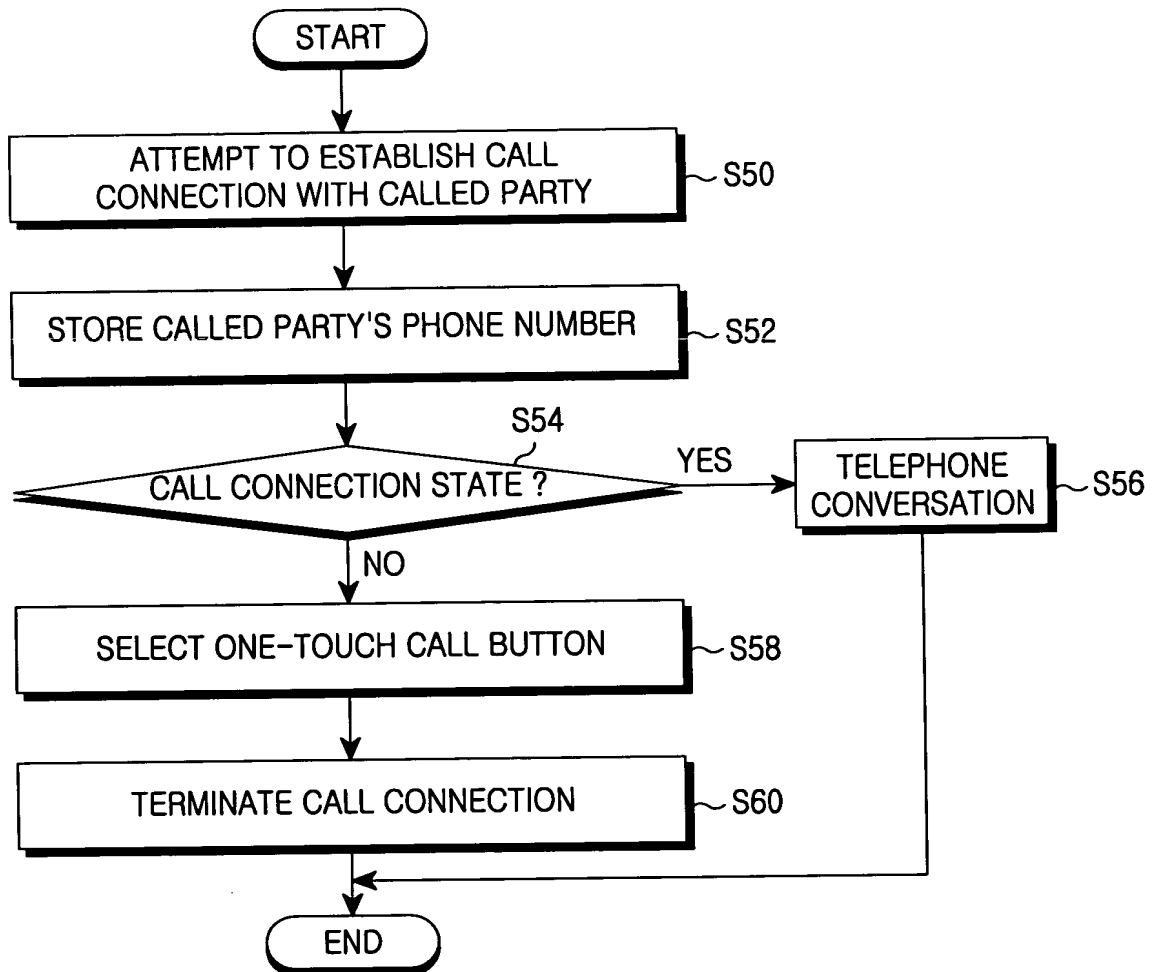 START
ATTEMPT TO ESTABLISH CALL
CONNECTION WITH CALLED PARTY
S50
STORE CALLED PARTY'S PHONE NUMBER
S52
S54
CALL CONNECTION STATE ?
YES
TELEPHONE
CONVERSATION
S56
NO
SELECT ONE-TOUCH CALL BUTTON
S58
TERMINATE CALL CONNECTION
S60
END